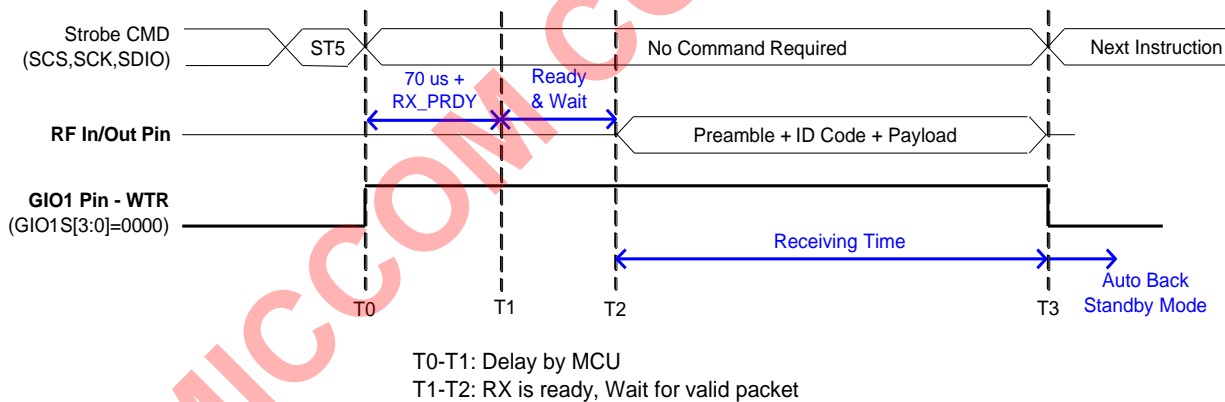 Strobe CMD
(SCS,SCK,SDIO)
ST5
No Command Required
Next Instruction
70 us +
RX_PRDY
Ready
& Wait
RF In/Out Pin
Preamble + ID Code + Payload
GIO1 Pin - WTR
(GIO1S[3:0]=0000)
Receiving Time
Auto Back
Standby Mode
T0
T1
T2
T3
T0-T1: Delay by MCU
T1-T2: RX is ready, Wait for valid packet
MICCOM C